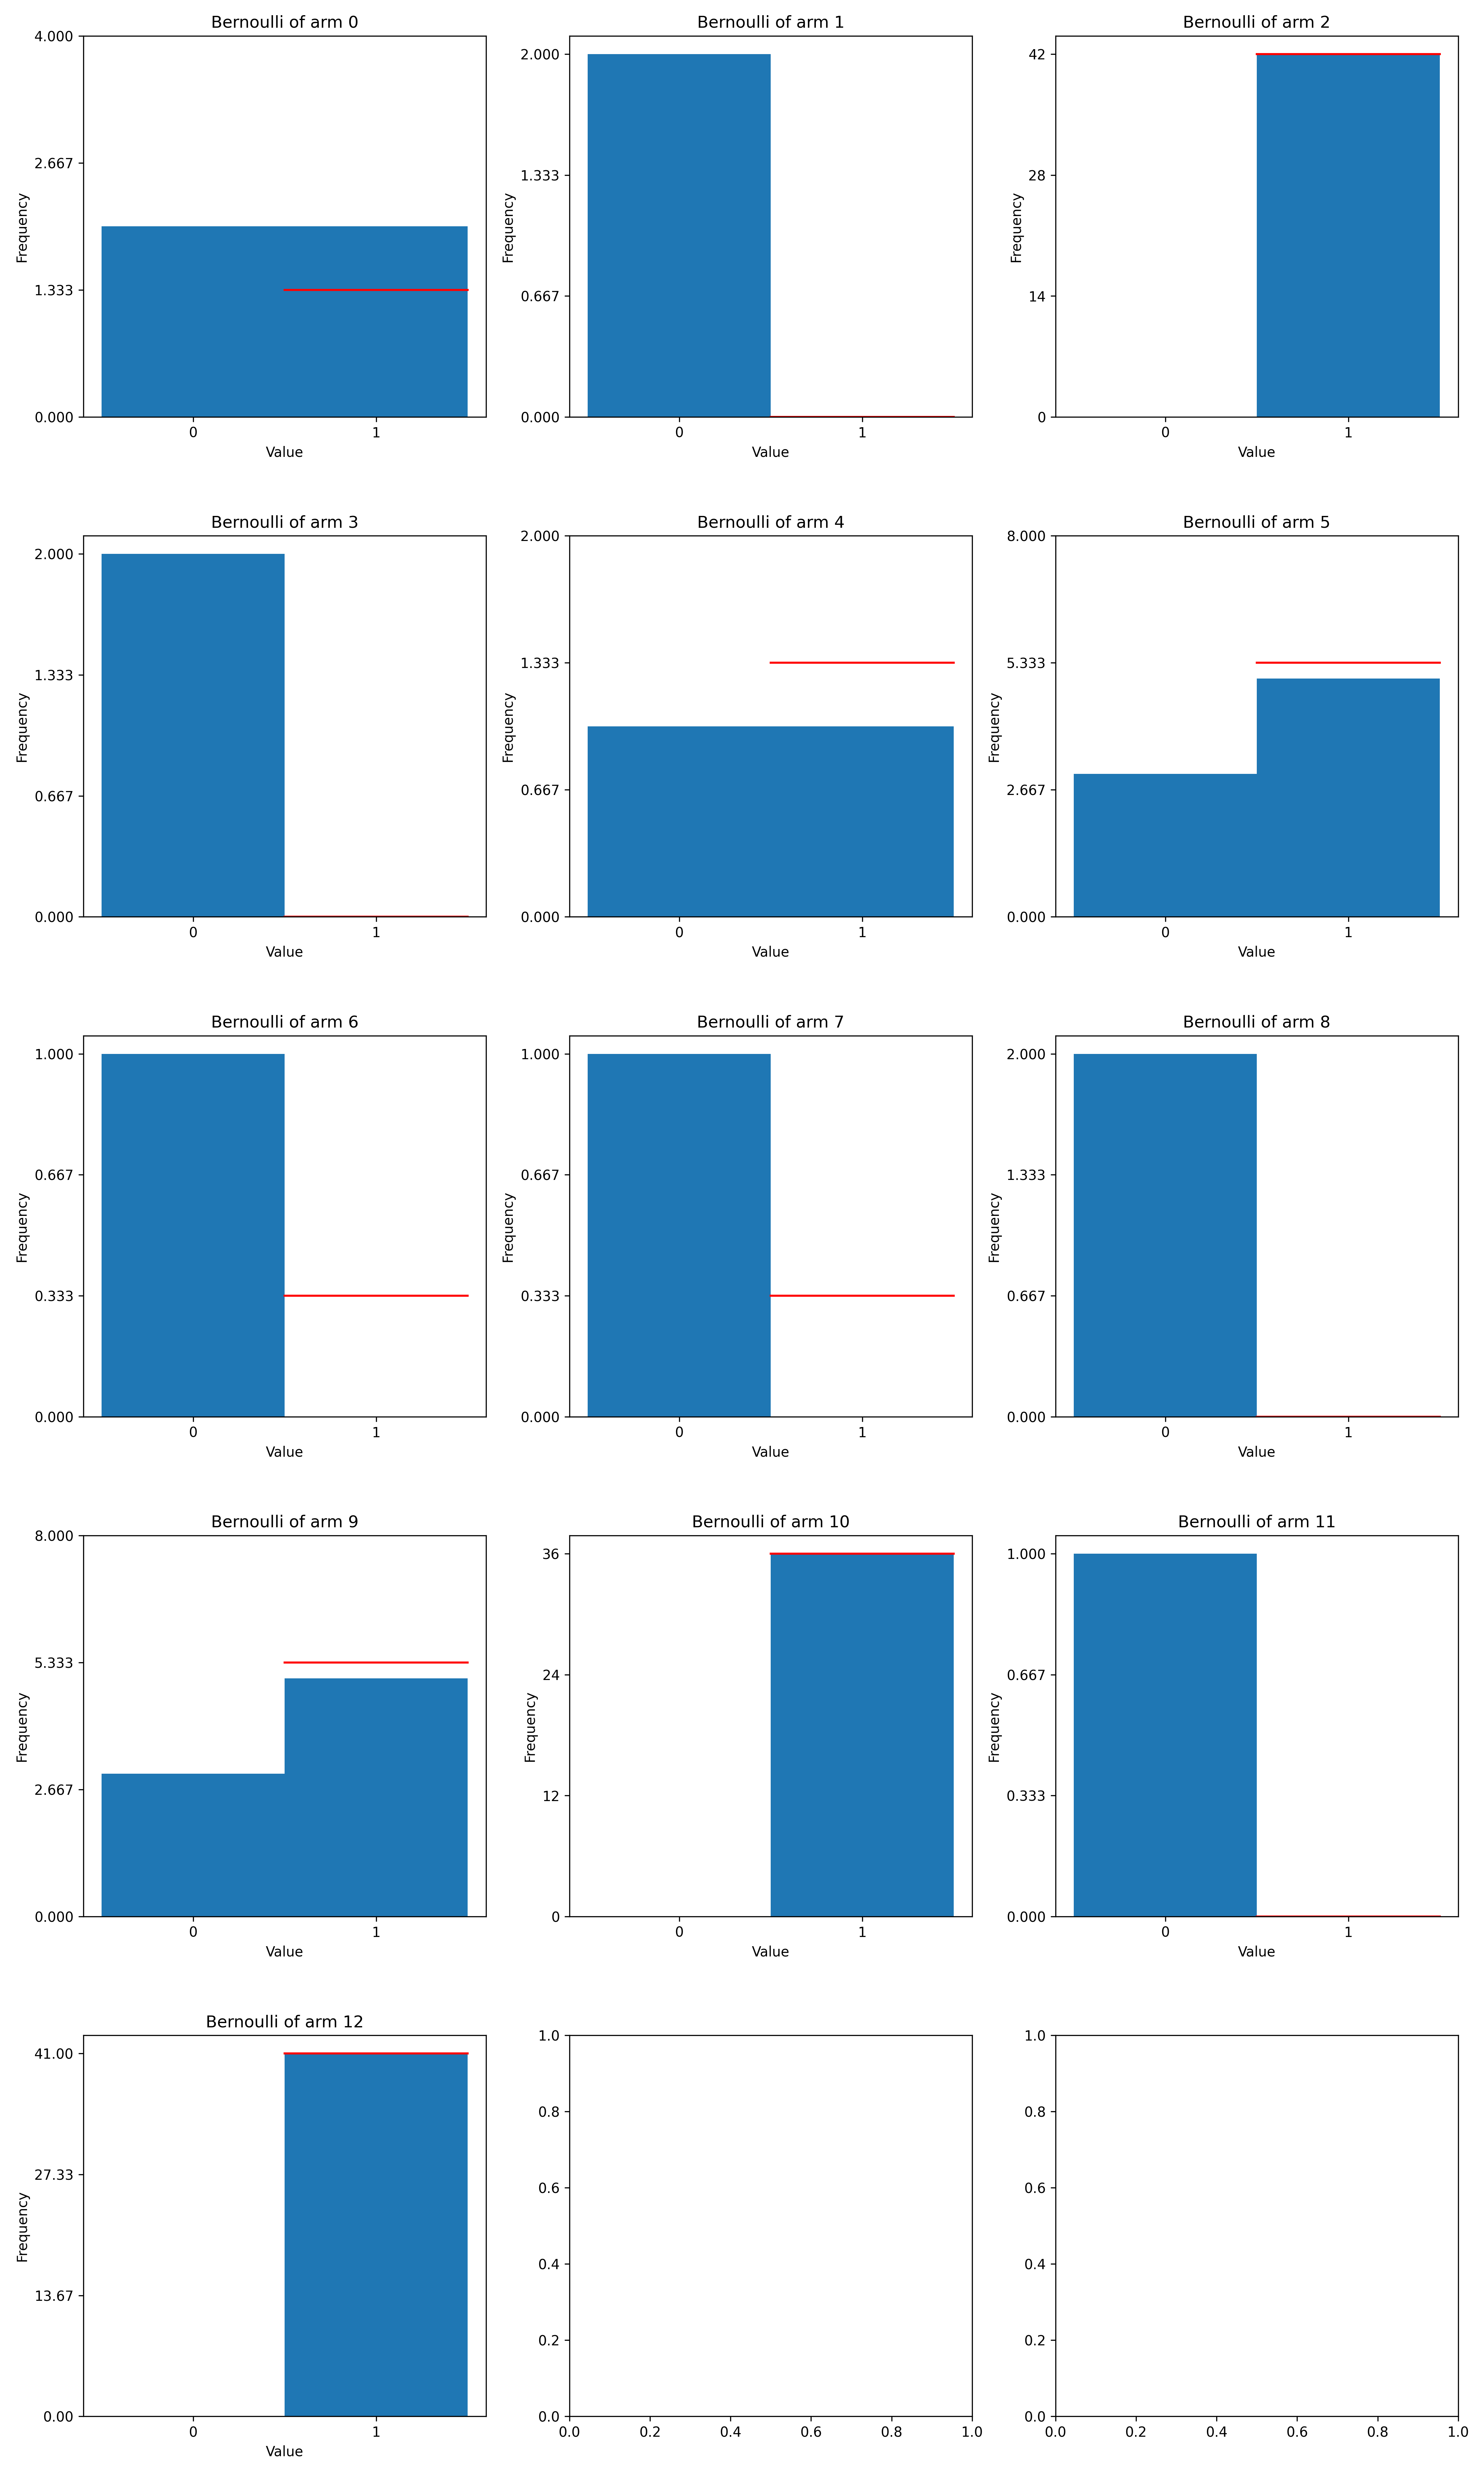 Bernoulli of arm 0
4.000
2.667
1.333
0.000
Frequency
0 1
Value
Bernoulli of arm 1
2.000
1.333
0.667
0.000
Frequency
0 1
Value
Bernoulli of arm 2
42
28
14
0
Frequency
0 1
Value
Bernoulli of arm 3
2.000
1.333
0.667
0.000
Frequency
0 1
Value
Bernoulli of arm 4
2.000
1.333
0.667
0.000
Frequency
0 1
Value
Bernoulli of arm 5
8.000
5.333
2.667
0.000
Frequency
0 1
Value
Bernoulli of arm 6
1.000
0.667
0.333
0.000
Frequency
0 1
Value
Bernoulli of arm 7
1.000
0.667
0.333
0.000
Frequency
0 1
Value
Bernoulli of arm 8
2.000
1.333
0.667
0.000
Frequency
0 1
Value
Bernoulli of arm 9
8.000
5.333
2.667
0.000
Frequency
0 1
Value
Bernoulli of arm 10
36
24
12
0
Frequency
0 1
Value
Bernoulli of arm 11
1.000
0.667
0.333
0.000
Frequency
0 1
Value
Bernoulli of arm 12
41.00
27.33
13.67
0.00
Frequency
0 1
Value
1.0
0.8
0.6
0.4
0.2
0.0
0.0 0.2 0.4 0.6 0.8 1.0
1.0
0.8
0.6
0.4
0.2
0.0
0.0 0.2 0.4 0.6 0.8 1.0